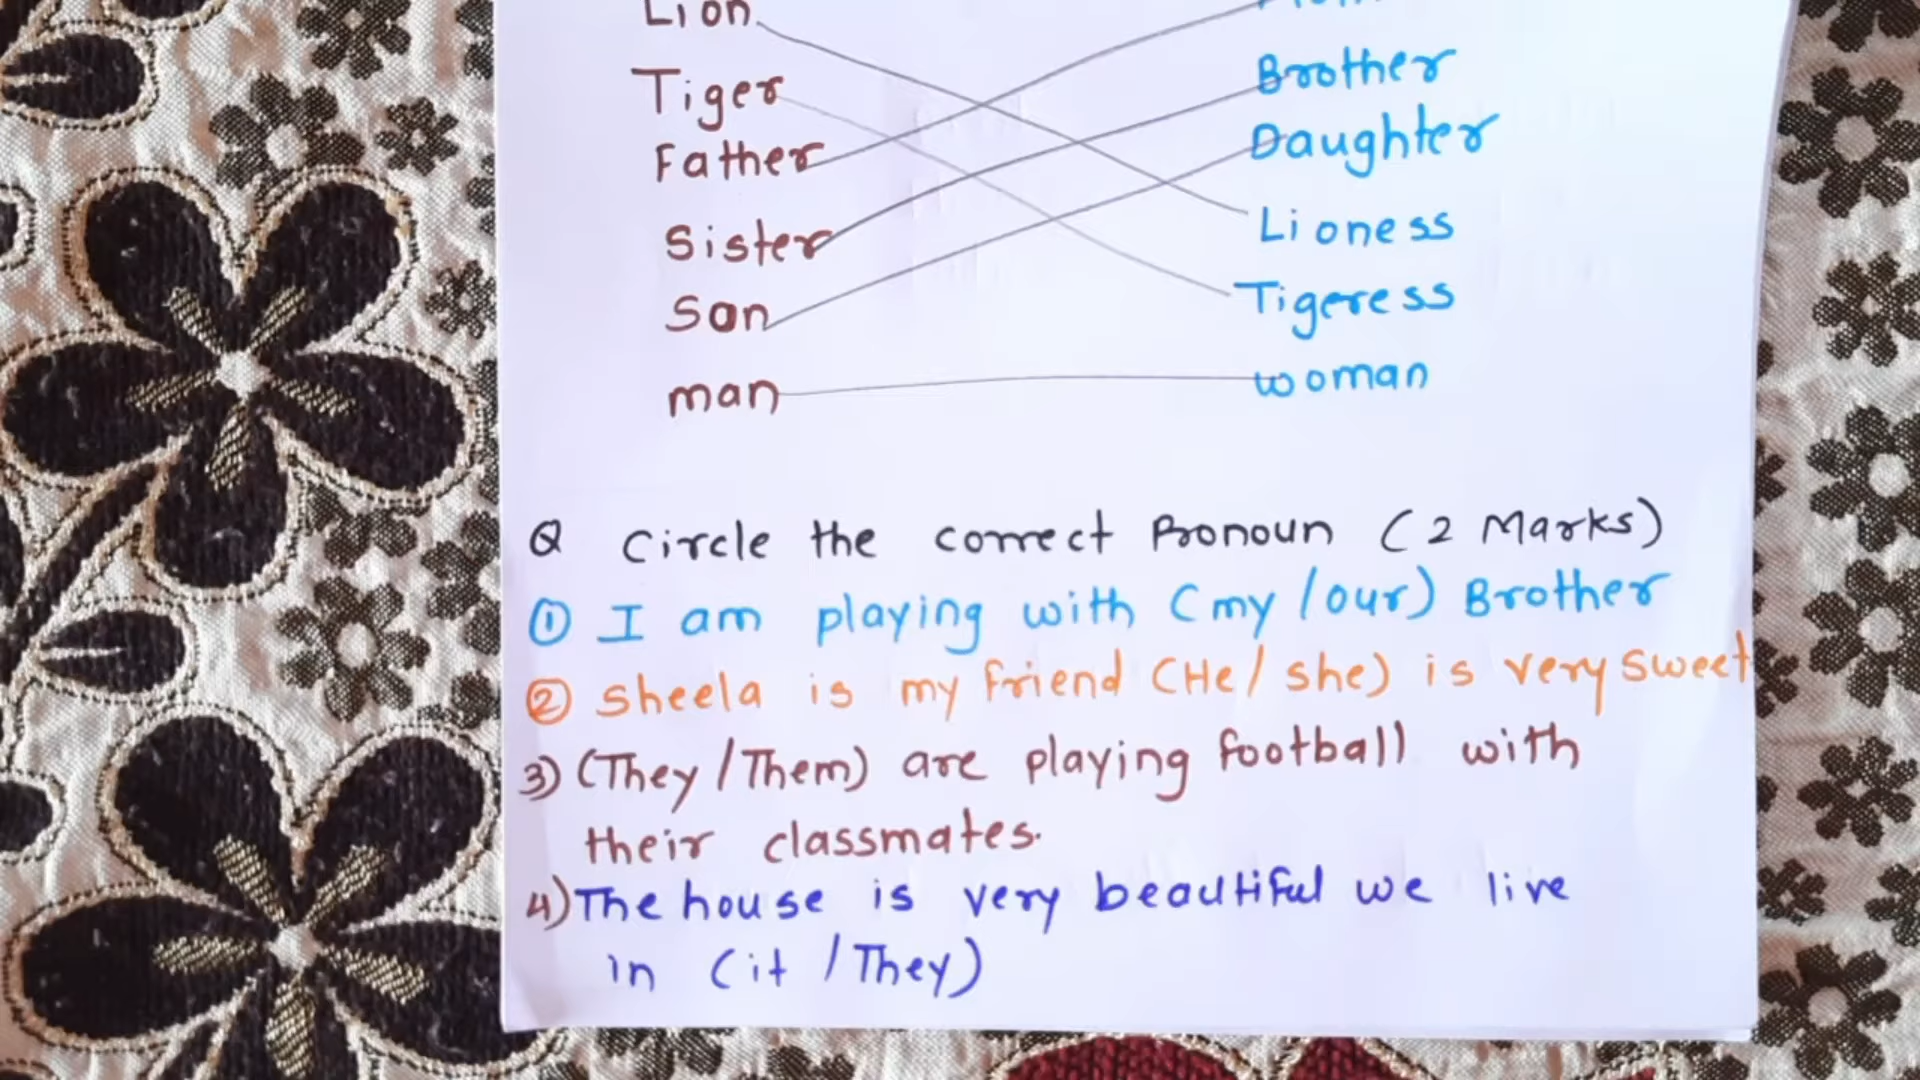 Lion
Tiger Brother
Father Daughter
Sister Lioness
Son Tigeress
man woman
Q Circle the correct Pronoun (2 Marks)
① I am playing with (my /our) Brother
② Sheela is my friend (He/ she) is very sweet
3) (They /Them) are playing football with
their classmates.
4) The house is very beautiful we live
in (it /They)